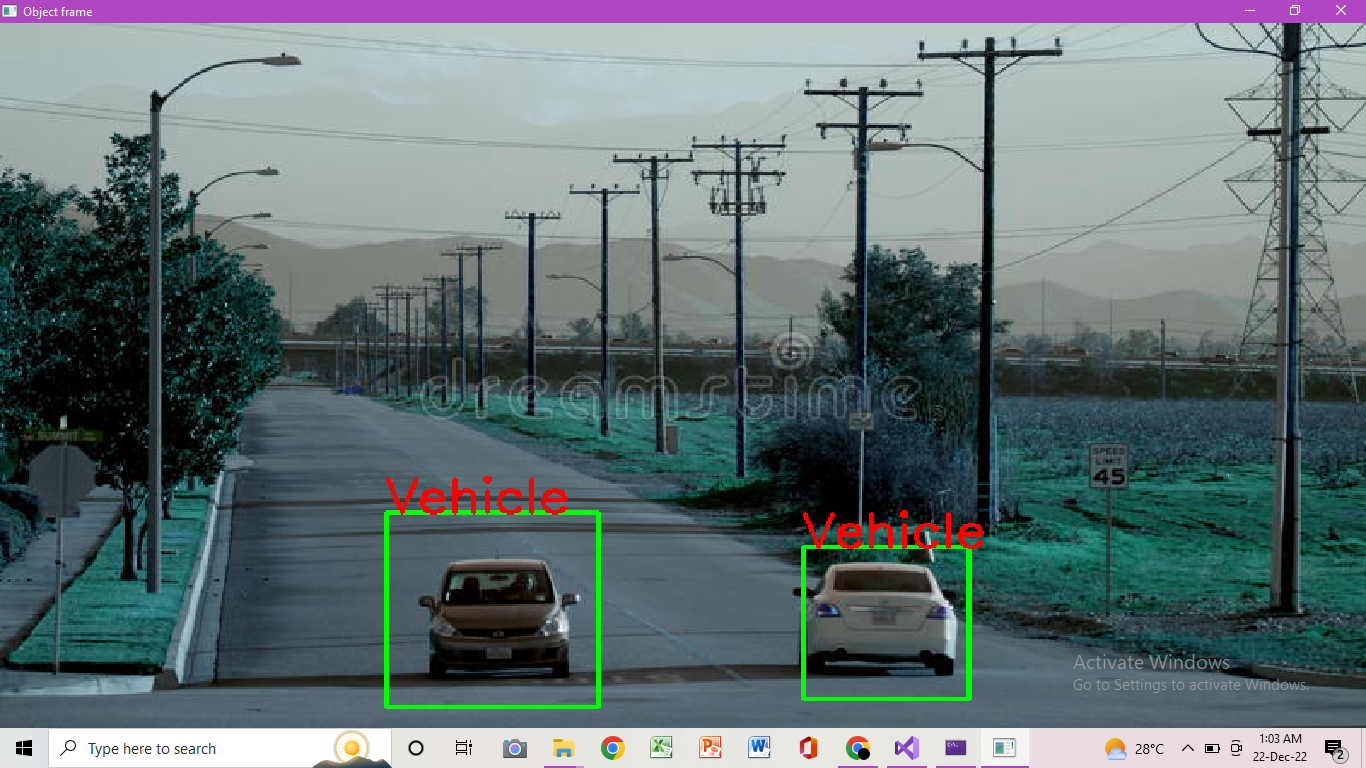 Object frame
dreamstime
SUMMIT
SPEED
LIMIT
45
Vehicle
Vehicle
Activate Windows
Go to Settings to activate Windows.
Type here to search
28°C
1:03 AM
22-Dec-22
2